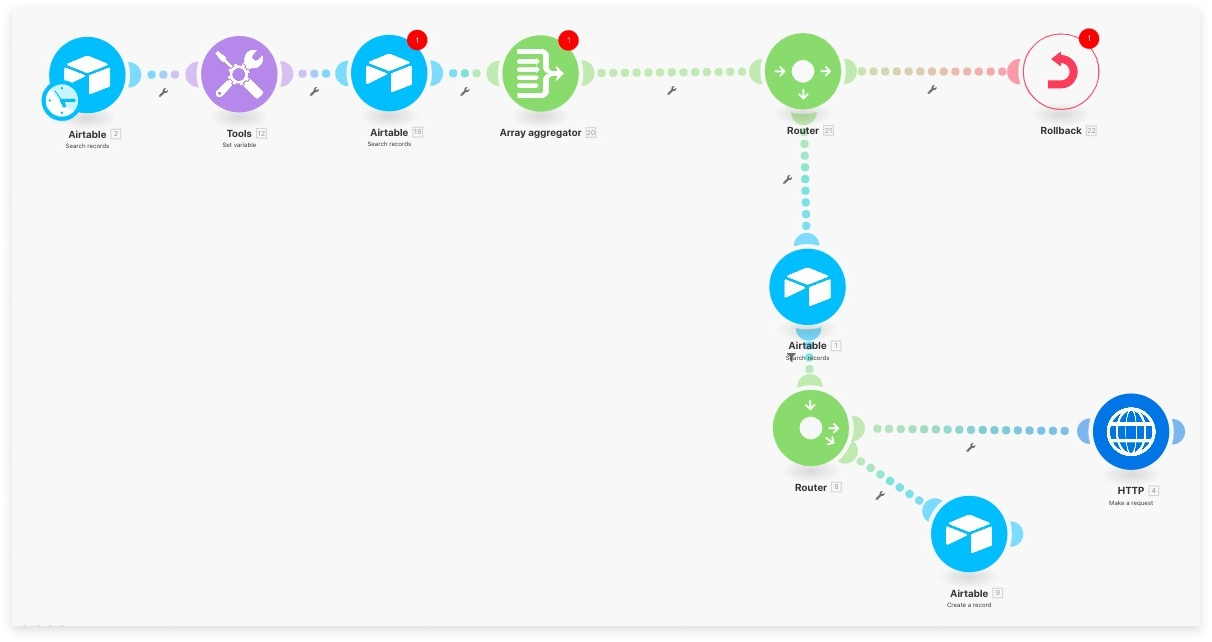 1
1
1
Airtable 2
Search records
Tools 12
Set variable
Airtable 19
Search records
Array aggregator 20
Router 21
Rollback 22
Airtable 1
Search records
Router 8
HTTP 4
Make a request
Airtable 9
Create a record